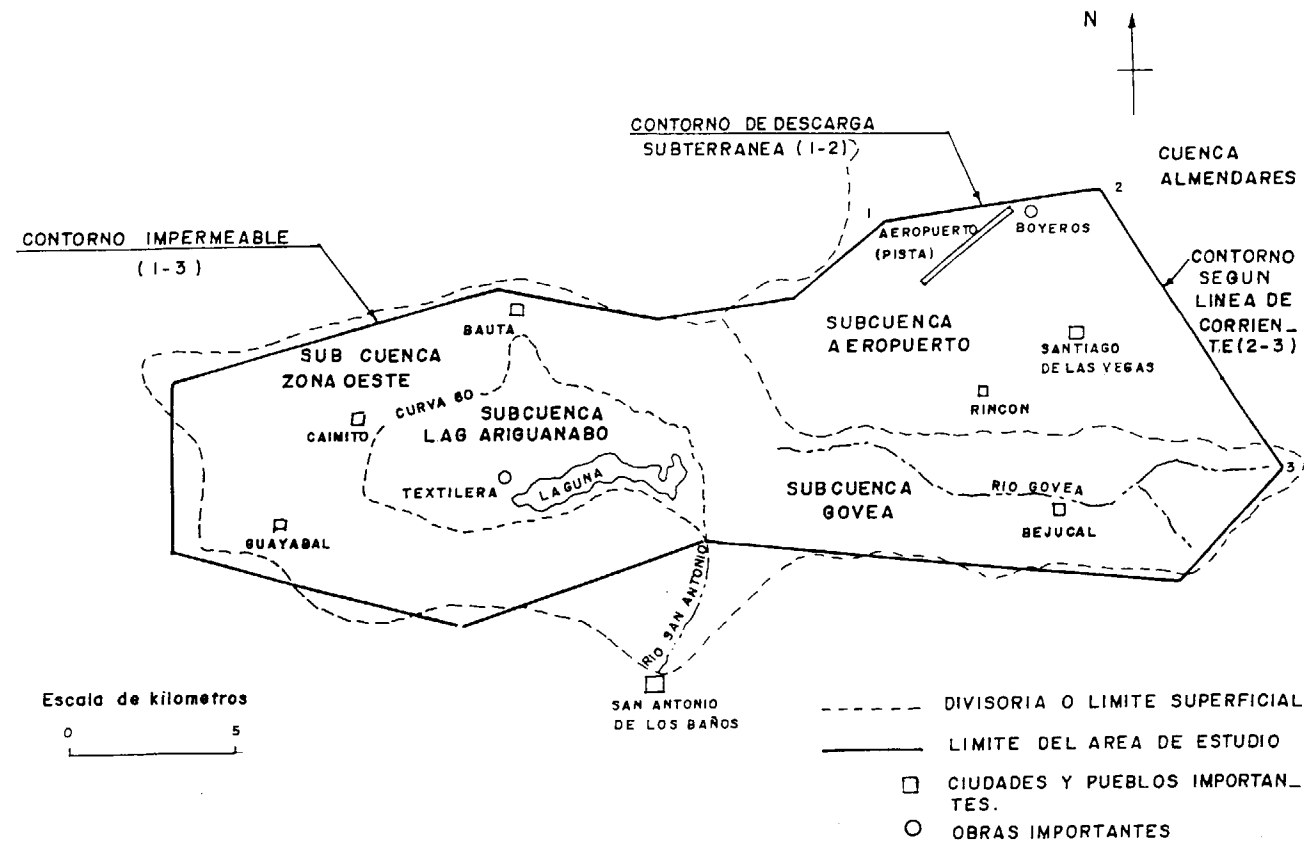 N
CONTORNO DE DESCARGA
SUBTERRANEA (1-2)
CUENCA
ALMENDARES
1
2
CONTORNO IMPERMEABLE
(1-3)
AEROPUERTO
(PISTA)
BOYEROS
CONTORNO
SEGUN
LINEA DE
CORRIEN_
TE(2-3)
BAUTA
SUB CUENCA
ZONA OESTE
SUBCUENCA
AEROPUERTO
SANTIAGO
DE LAS VEGAS
RINCON
CURVA 60
CAIMITO
SUBCUENCA
LAG ARIGUANABO
TEXTILERA
LAGUNA
SUBCUENCA
GOVEA
RIO GOVEA
3
BEJUCAL
GUAYABAL
RIO SAN ANTONIO
SAN ANTONIO
DE LOS BAÑOS
Escala de kilometros
0 5
DIVISORIA O LIMITE SUPERFICIAL
LIMITE DEL AREA DE ESTUDIO
CIUDADES Y PUEBLOS IMPORTAN_
TES.
OBRAS IMPORTANTES